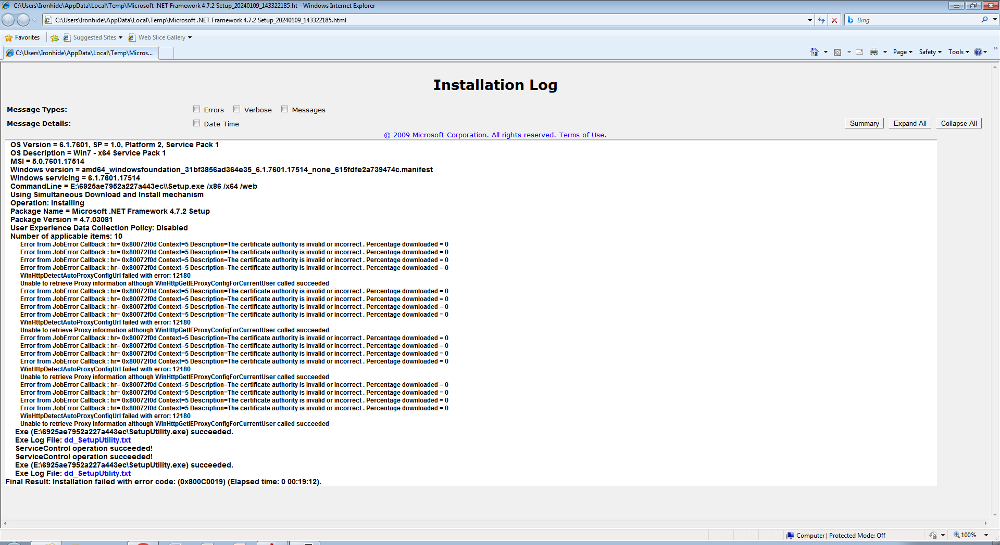 C:\Users\Ironhide\AppData\Local\Temp\Microsoft .NET Framework 4.7.2 Setup_20240109_143322185.ht - Windows Internet Explorer
C:\Users\Ironhide\AppData\Local\Temp\Microsoft .NET Framework 4.7.2 Setup_20240109_143322185.html
Bing
Favorites
Suggested Sites
Web Slice Gallery
C:\Users\Ironhide\AppData\Local\Temp\Micros...
Page
Safety
Tools
Installation Log
Message Types:
Errors
Verbose
Messages
Message Details:
Date Time
Summary
Expand All
Collapse All
© 2009 Microsoft Corporation. All rights reserved. Terms of Use.
OS Version = 6.1.7601, SP = 1.0, Platform 2, Service Pack 1
OS Description = Win7 - x64 Service Pack 1
MSI = 5.0.7601.17514
Windows version = amd64_windowsfoundation_31bf3856ad364e35_6.1.7601.17514_none_615fdfe2a739474c.manifest
Windows servicing = 6.1.7601.17514
CommandLine = E:\6925ae7952a227a443ec\\Setup.exe /x86 /x64 /web
Using Simultaneous Download and Install mechanism
Operation: Installing
Package Name = Microsoft .NET Framework 4.7.2 Setup
Package Version = 4.7.03081
User Experience Data Collection Policy: Disabled
Number of applicable items: 10
Error from JobError Callback : hr= 0x80072f0d Context=5 Description=The certificate authority is invalid or incorrect . Percentage downloaded = 0
Error from JobError Callback : hr= 0x80072f0d Context=5 Description=The certificate authority is invalid or incorrect . Percentage downloaded = 0
Error from JobError Callback : hr= 0x80072f0d Context=5 Description=The certificate authority is invalid or incorrect . Percentage downloaded = 0
Error from JobError Callback : hr= 0x80072f0d Context=5 Description=The certificate authority is invalid or incorrect . Percentage downloaded = 0
WinHttpDetectAutoProxyConfigUrl failed with error: 12180
Unable to retrieve Proxy information although WinHttpGetIEProxyConfigForCurrentUser called succeeded
Error from JobError Callback : hr= 0x80072f0d Context=5 Description=The certificate authority is invalid or incorrect . Percentage downloaded = 0
Error from JobError Callback : hr= 0x80072f0d Context=5 Description=The certificate authority is invalid or incorrect . Percentage downloaded = 0
Error from JobError Callback : hr= 0x80072f0d Context=5 Description=The certificate authority is invalid or incorrect . Percentage downloaded = 0
Error from JobError Callback : hr= 0x80072f0d Context=5 Description=The certificate authority is invalid or incorrect . Percentage downloaded = 0
WinHttpDetectAutoProxyConfigUrl failed with error: 12180
Unable to retrieve Proxy information although WinHttpGetIEProxyConfigForCurrentUser called succeeded
Error from JobError Callback : hr= 0x80072f0d Context=5 Description=The certificate authority is invalid or incorrect . Percentage downloaded = 0
Error from JobError Callback : hr= 0x80072f0d Context=5 Description=The certificate authority is invalid or incorrect . Percentage downloaded = 0
Error from JobError Callback : hr= 0x80072f0d Context=5 Description=The certificate authority is invalid or incorrect . Percentage downloaded = 0
Error from JobError Callback : hr= 0x80072f0d Context=5 Description=The certificate authority is invalid or incorrect . Percentage downloaded = 0
WinHttpDetectAutoProxyConfigUrl failed with error: 12180
Unable to retrieve Proxy information although WinHttpGetIEProxyConfigForCurrentUser called succeeded
Error from JobError Callback : hr= 0x80072f0d Context=5 Description=The certificate authority is invalid or incorrect . Percentage downloaded = 0
Error from JobError Callback : hr= 0x80072f0d Context=5 Description=The certificate authority is invalid or incorrect . Percentage downloaded = 0
Error from JobError Callback : hr= 0x80072f0d Context=5 Description=The certificate authority is invalid or incorrect . Percentage downloaded = 0
Error from JobError Callback : hr= 0x80072f0d Context=5 Description=The certificate authority is invalid or incorrect . Percentage downloaded = 0
WinHttpDetectAutoProxyConfigUrl failed with error: 12180
Unable to retrieve Proxy information although WinHttpGetIEProxyConfigForCurrentUser called succeeded
Exe (E:\6925ae7952a227a443ec\SetupUtility.exe) succeeded.
Exe Log File: dd_SetupUtility.txt
ServiceControl operation succeeded!
ServiceControl operation succeeded!
Exe (E:\6925ae7952a227a443ec\SetupUtility.exe) succeeded.
Exe Log File: dd_SetupUtility.txt
Final Result: Installation failed with error code: (0x800C0019) (Elapsed time: 0 00:19:12).
Computer | Protected Mode: Off
100%